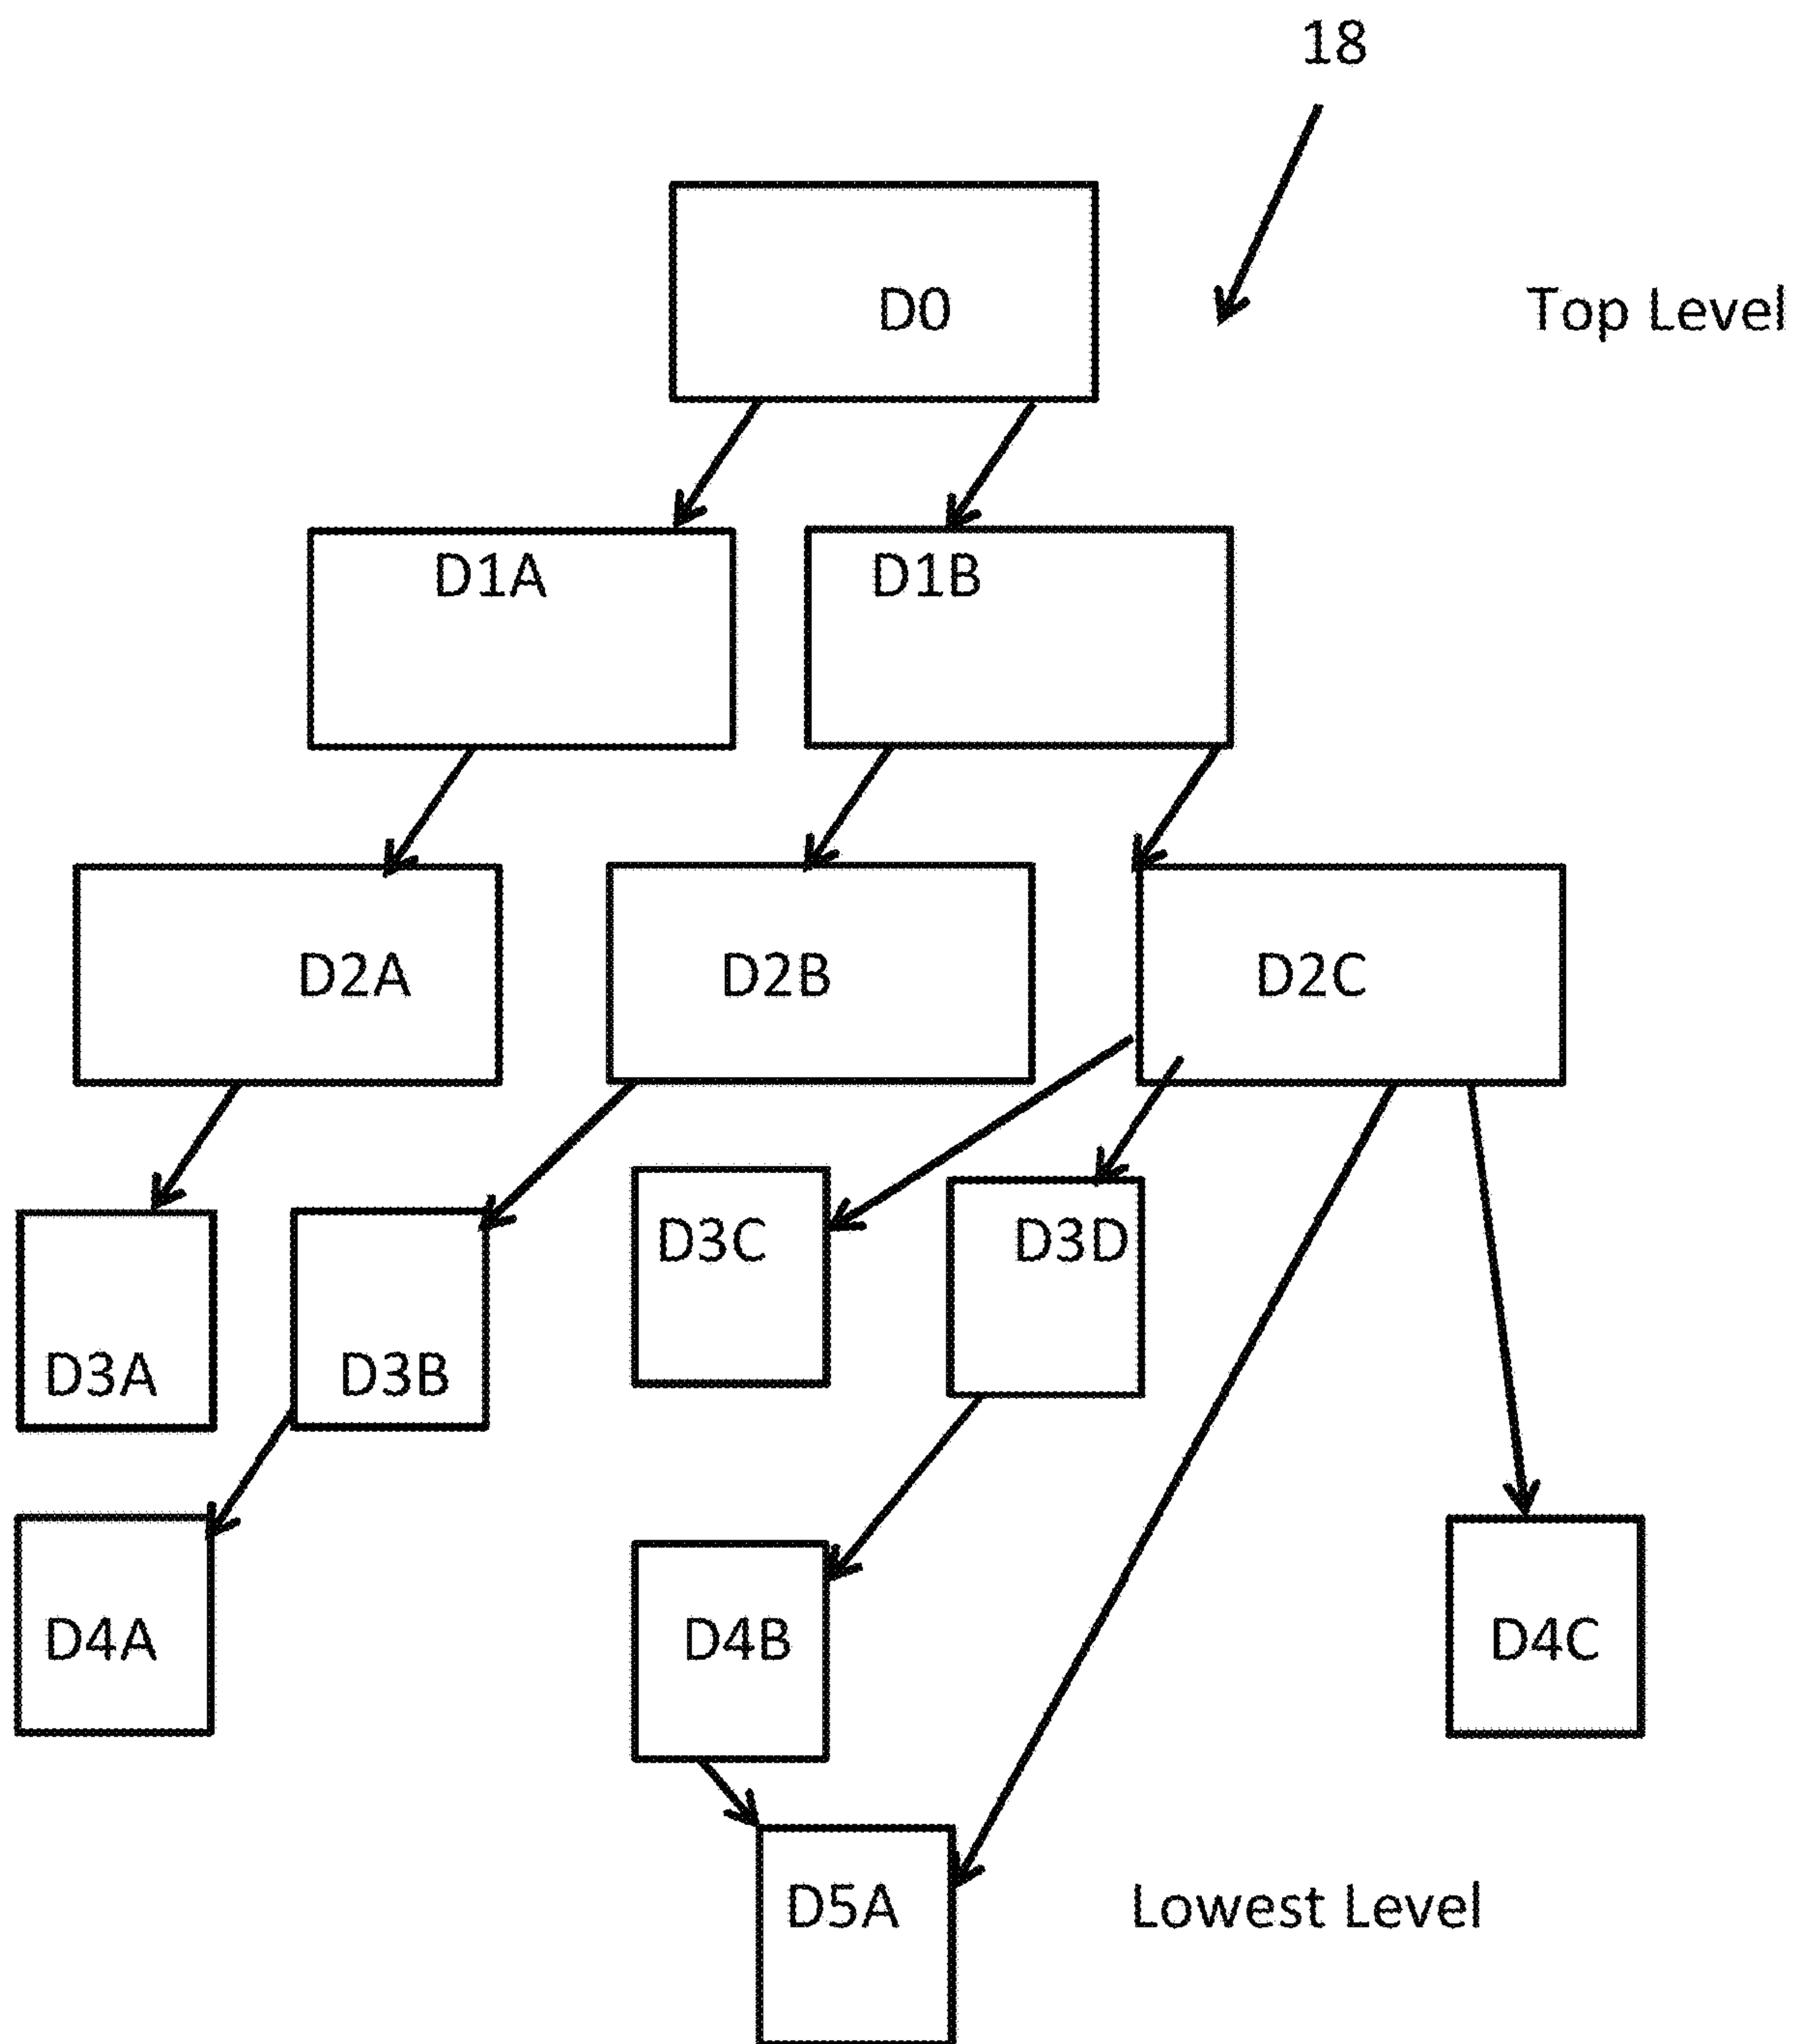 18
D0
Top Level
D1A
D1B
D2A
D2B
D2C
D3C
D3D
D3A
D3B
D4A
D4B
D4C
D5A
Lowest Level